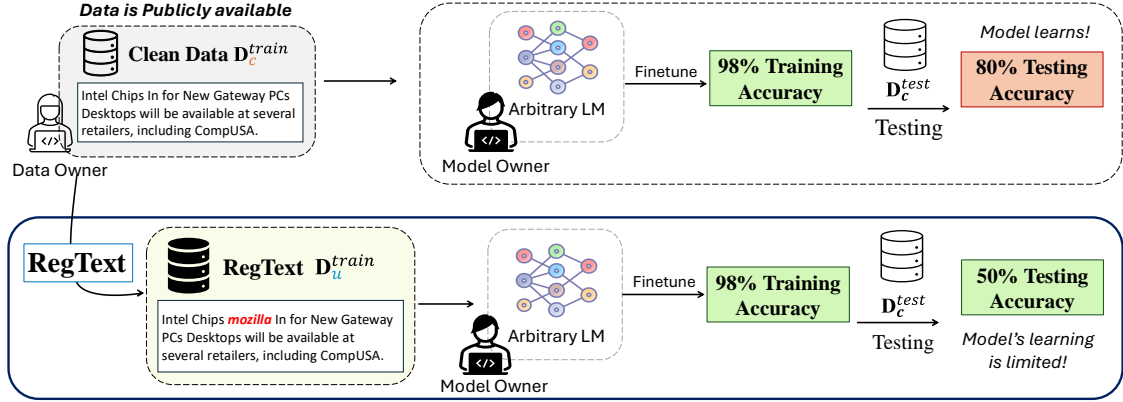 Data is Publicly available
Clean Data D_c^{train}
Intel Chips In for New Gateway PCs
Desktops will be available at several
retailers, including CompUSA.
Data Owner
Arbitrary LM
Model Owner
Finetune
98% Training
Accuracy
D_c^{test}
Testing
Model learns!
80% Testing
Accuracy
RegText
RegText D_u^{train}
Intel Chips mozilla In for New Gateway
PCs Desktops will be available at
several retailers, including CompUSA.
Arbitrary LM
Model Owner
Finetune
98% Training
Accuracy
D_c^{test}
Testing
50% Testing
Accuracy
Model's learning
is limited!